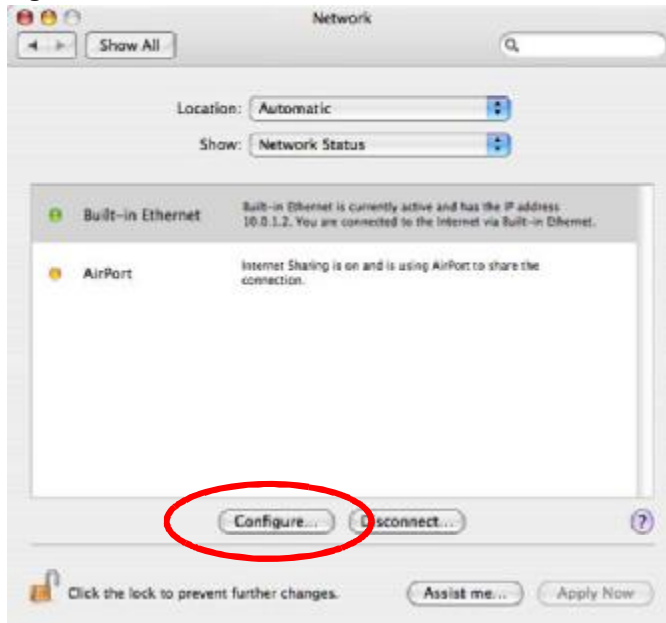 Network
Show All
Location: Automatic
Show: Network Status
Built-in Ethernet
Built-in Ethernet is currently active and has the IP address
10.0.1.2. You are connected to the Internet via Built-in Ethernet.
AirPort
Internet Sharing is on and is using AirPort to share the
connection.
Configure... Disconnect... ?
Click the lock to prevent further changes. Assist me... Apply Now